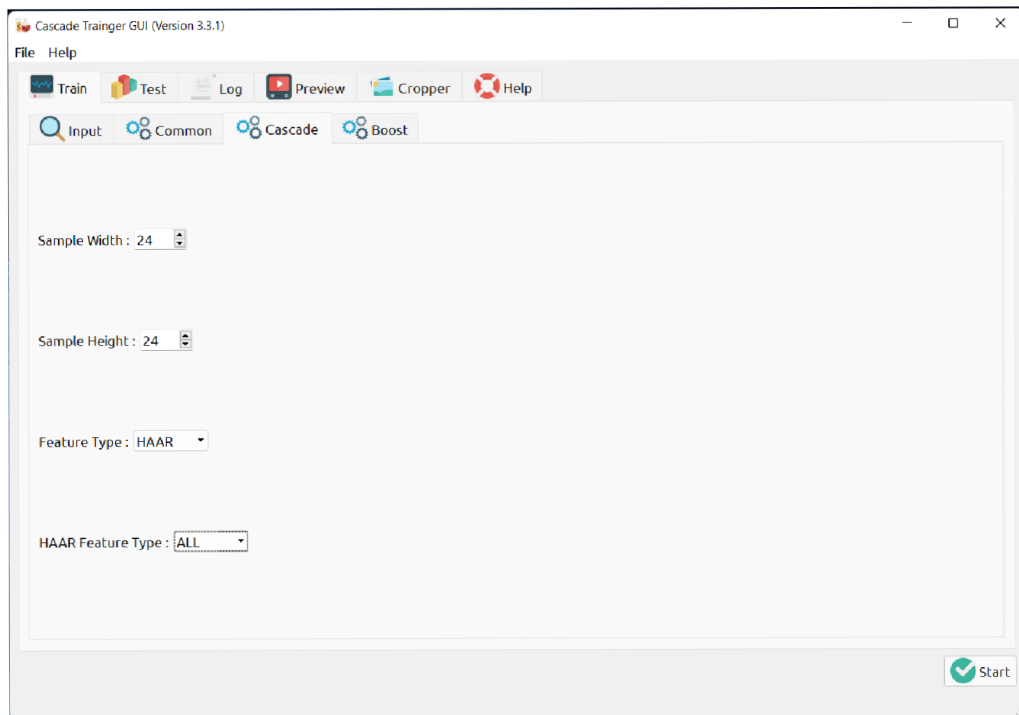 Cascade Trainger GUI (Version 3.3.1)
File Help
Train Test Log Preview Cropper Help
Input Common Cascade Boost
Sample Width : 24
Sample Height : 24
Feature Type : HAAR
HAAR Feature Type : ALL
Start